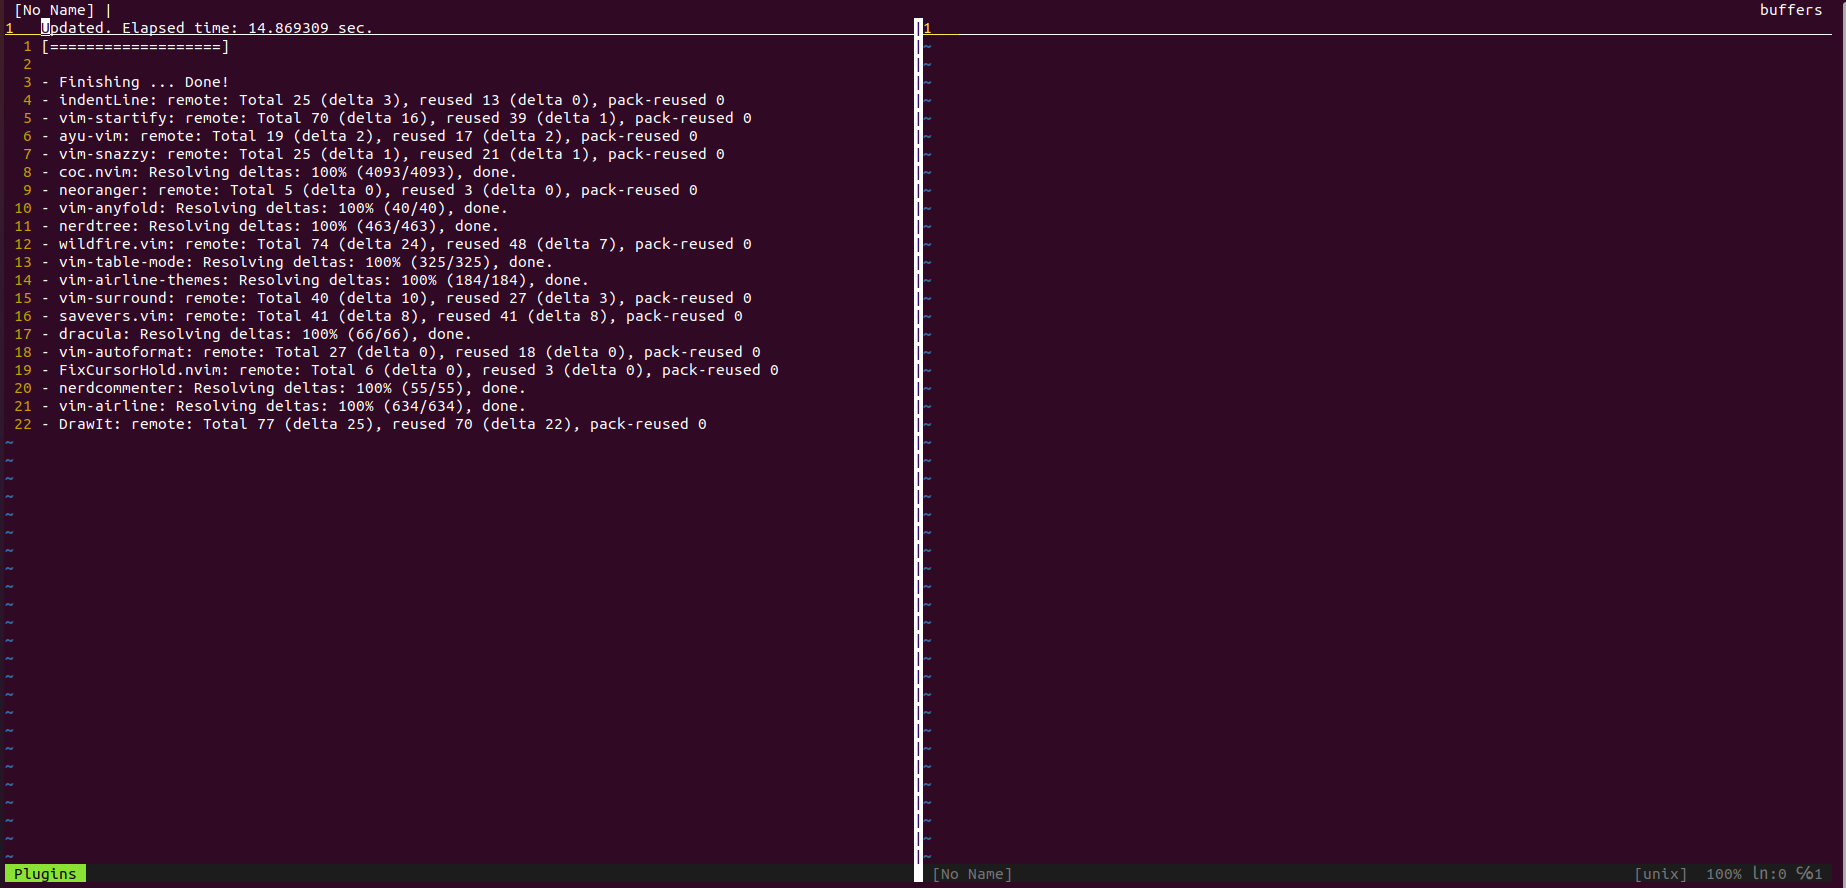 [No Name] | buffers
1 Updated. Elapsed time: 14.869309 sec. 1
1 [===================]
2
3 - Finishing ... Done!
4 - indentLine: remote: Total 25 (delta 3), reused 13 (delta 0), pack-reused 0
5 - vim-startify: remote: Total 70 (delta 16), reused 39 (delta 1), pack-reused 0
6 - ayu-vim: remote: Total 19 (delta 2), reused 17 (delta 2), pack-reused 0
7 - vim-snazzy: remote: Total 25 (delta 1), reused 21 (delta 1), pack-reused 0
8 - coc.nvim: Resolving deltas: 100% (4093/4093), done.
9 - neoranger: remote: Total 5 (delta 0), reused 3 (delta 0), pack-reused 0
10 - vim-anyfold: Resolving deltas: 100% (40/40), done.
11 - nerdtree: Resolving deltas: 100% (463/463), done.
12 - wildfire.vim: remote: Total 74 (delta 24), reused 48 (delta 7), pack-reused 0
13 - vim-table-mode: Resolving deltas: 100% (325/325), done.
14 - vim-airline-themes: Resolving deltas: 100% (184/184), done.
15 - vim-surround: remote: Total 40 (delta 10), reused 27 (delta 3), pack-reused 0
16 - savevers.vim: remote: Total 41 (delta 8), reused 41 (delta 8), pack-reused 0
17 - dracula: Resolving deltas: 100% (66/66), done.
18 - vim-autoformat: remote: Total 27 (delta 0), reused 18 (delta 0), pack-reused 0
19 - FixCursorHold.nvim: remote: Total 6 (delta 0), reused 3 (delta 0), pack-reused 0
20 - nerdcommenter: Resolving deltas: 100% (55/55), done.
21 - vim-airline: Resolving deltas: 100% (634/634), done.
22 - DrawIt: remote: Total 77 (delta 25), reused 70 (delta 22), pack-reused 0
Plugins [No Name] [unix] 100% ln:0 ℅1